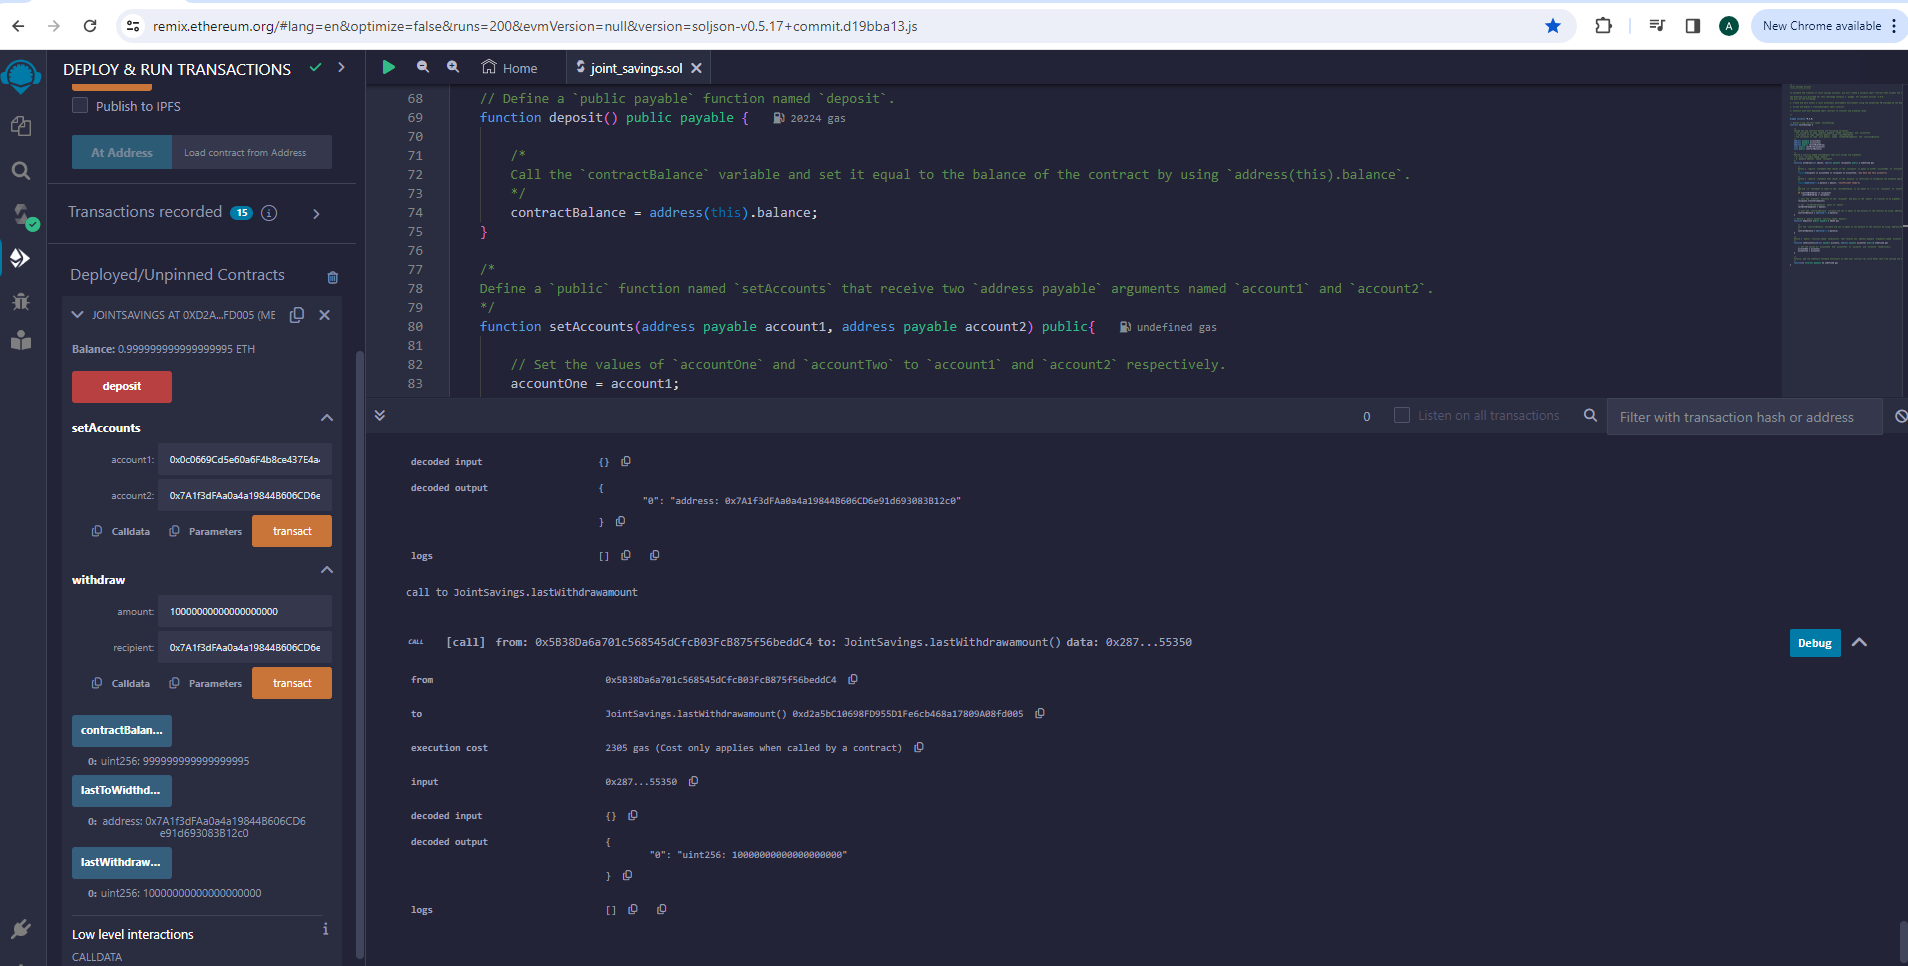 remix.ethereum.org/#lang=en&optimize=false&runs=200&evmVersion=null&version=soljson-v0.5.17+commit.d19bba13.js
A
New Chrome available
DEPLOY & RUN TRANSACTIONS
Publish to IPFS
At Address
Load contract from Address
Transactions recorded 15 i
Deployed/Unpinned Contracts
JOINTSAVINGS AT 0XD2A...FD005 (ME
Balance: 0.999999999999999995 ETH
deposit
setAccounts
account1: 0x0c0669Cd5e60a6F4b8ce437E4a
account2: 0x7A1f3dFAa0a4a19844B606CD6e
Calldata Parameters transact
withdraw
amount: 10000000000000000000
recipient: 0x7A1f3dFAa0a4a19844B606CD6e
Calldata Parameters transact
contractBalan...
0: uint256: 999999999999999995
lastToWidthd...
0: address: 0x7A1f3dFAa0a4a19844B606CD6
e91d693083B12c0
lastWithdraw...
0: uint256: 10000000000000000000
Low level interactions i
CALLDATA
Home
joint_savings.sol
68 // Define a `public payable` function named `deposit`.
69 function deposit() public payable { 20224 gas
70
71 /*
72 Call the `contractBalance` variable and set it equal to the balance of the contract by using `address(this).balance`.
73 */
74 contractBalance = address(this).balance;
75 }
76
77 /*
78 Define a `public` function named `setAccounts` that receive two `address payable` arguments named `account1` and `account2`.
79 */
80 function setAccounts(address payable account1, address payable account2) public{ undefined gas
81
82 // Set the values of `accountOne` and `accountTwo` to `account1` and `account2` respectively.
83 accountOne = account1;
0 Listen on all transactions Filter with transaction hash or address
decoded input {}
decoded output {
"0": "address: 0x7A1f3dFAa0a4a19844B606CD6e91d693083B12c0"
}
logs []
call to JointSavings.lastWithdrawamount
CALL [call] from: 0x5B38Da6a701c568545dCfcB03FcB875f56beddC4 to: JointSavings.lastWithdrawamount() data: 0x287...55350
Debug
from 0x5B38Da6a701c568545dCfcB03FcB875f56beddC4
to JointSavings.lastWithdrawamount() 0xd2a5bC10698FD955D1Fe6cb468a17809A08fd005
execution cost 2305 gas (Cost only applies when called by a contract)
input 0x287...55350
decoded input {}
decoded output {
"0": "uint256: 10000000000000000000"
}
logs []